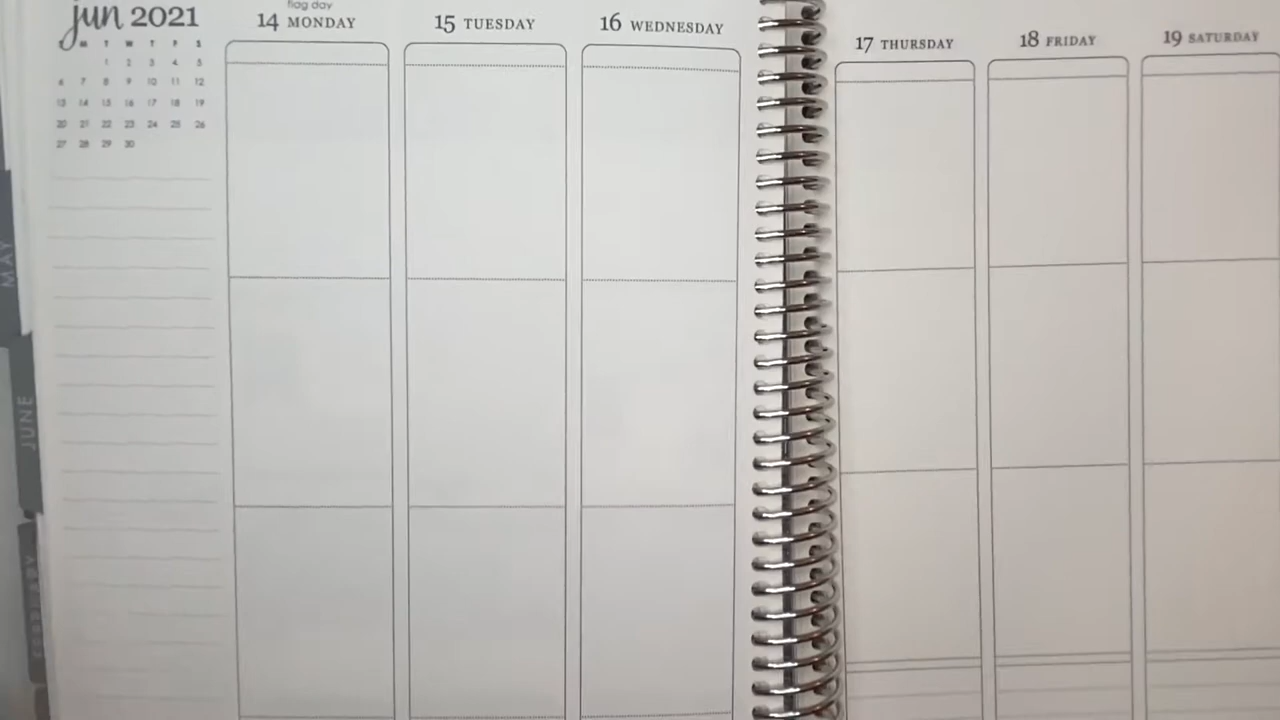 jun 2021
S M T W T F S
1 2 3 4 5
6 7 8 9 10 11 12
13 14 15 16 17 18 19
20 21 22 23 24 25 26
27 28 29 30
flag day
14 MONDAY
15 TUESDAY
16 WEDNESDAY
17 THURSDAY
18 FRIDAY
19 SATURDAY
MAY
JUNE
FEBRUARY